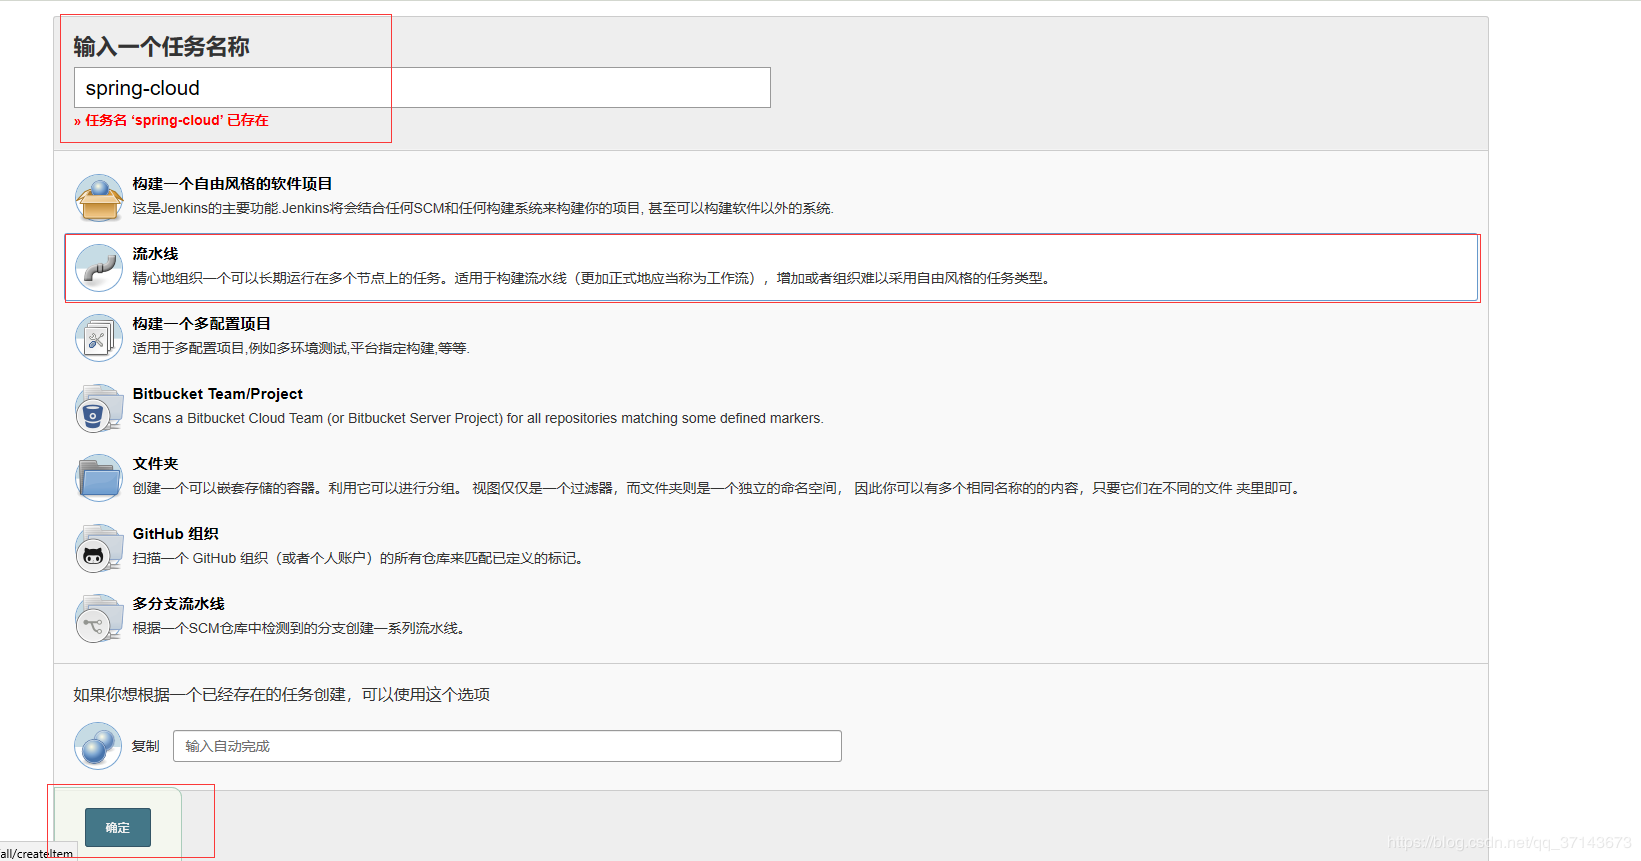 输入一个任务名称
spring-cloud
» 任务名 ‘spring-cloud’ 已存在
构建一个自由风格的软件项目
这是Jenkins的主要功能.Jenkins将会结合任何SCM和任何构建系统来构建你的项目, 甚至可以构建软件以外的系统.
流水线
精心地组织一个可以长期运行在多个节点上的任务。适用于构建流水线（更加正式地应当称为工作流），增加或者组织难以采用自由风格的任务类型。
构建一个多配置项目
适用于多配置项目,例如多环境测试,平台指定构建,等等.
Bitbucket Team/Project
Scans a Bitbucket Cloud Team (or Bitbucket Server Project) for all repositories matching some defined markers.
文件夹
创建一个可以嵌套存储的容器。利用它可以进行分组。 视图仅仅是一个过滤器，而文件夹则是一个独立的命名空间， 因此你可以有多个相同名称的的内容，只要它们在不同的文件 夹里即可。
GitHub 组织
扫描一个 GitHub 组织（或者个人账户）的所有仓库来匹配已定义的标记。
多分支流水线
根据一个SCM仓库中检测到的分支创建一系列流水线。
如果你想根据一个已经存在的任务创建，可以使用这个选项
复制 输入自动完成
确定
all/createItem
https://blog.csdn.net/qq_37143673